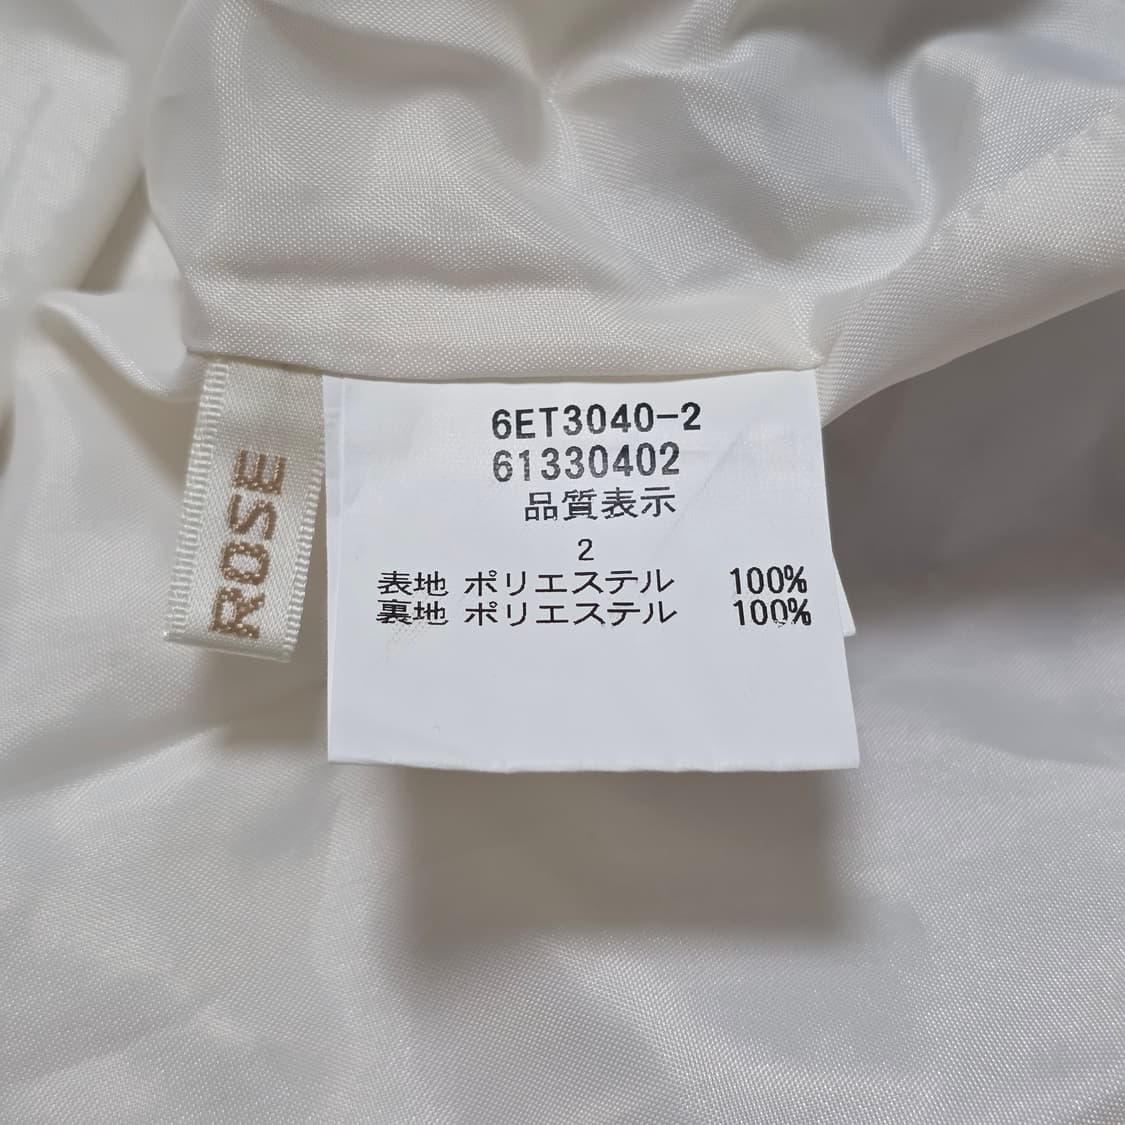 ROSE
6ET3040-2
61330402
品質表示
2
表地 ポリエステル 100%
裏地 ポリエステル 100%